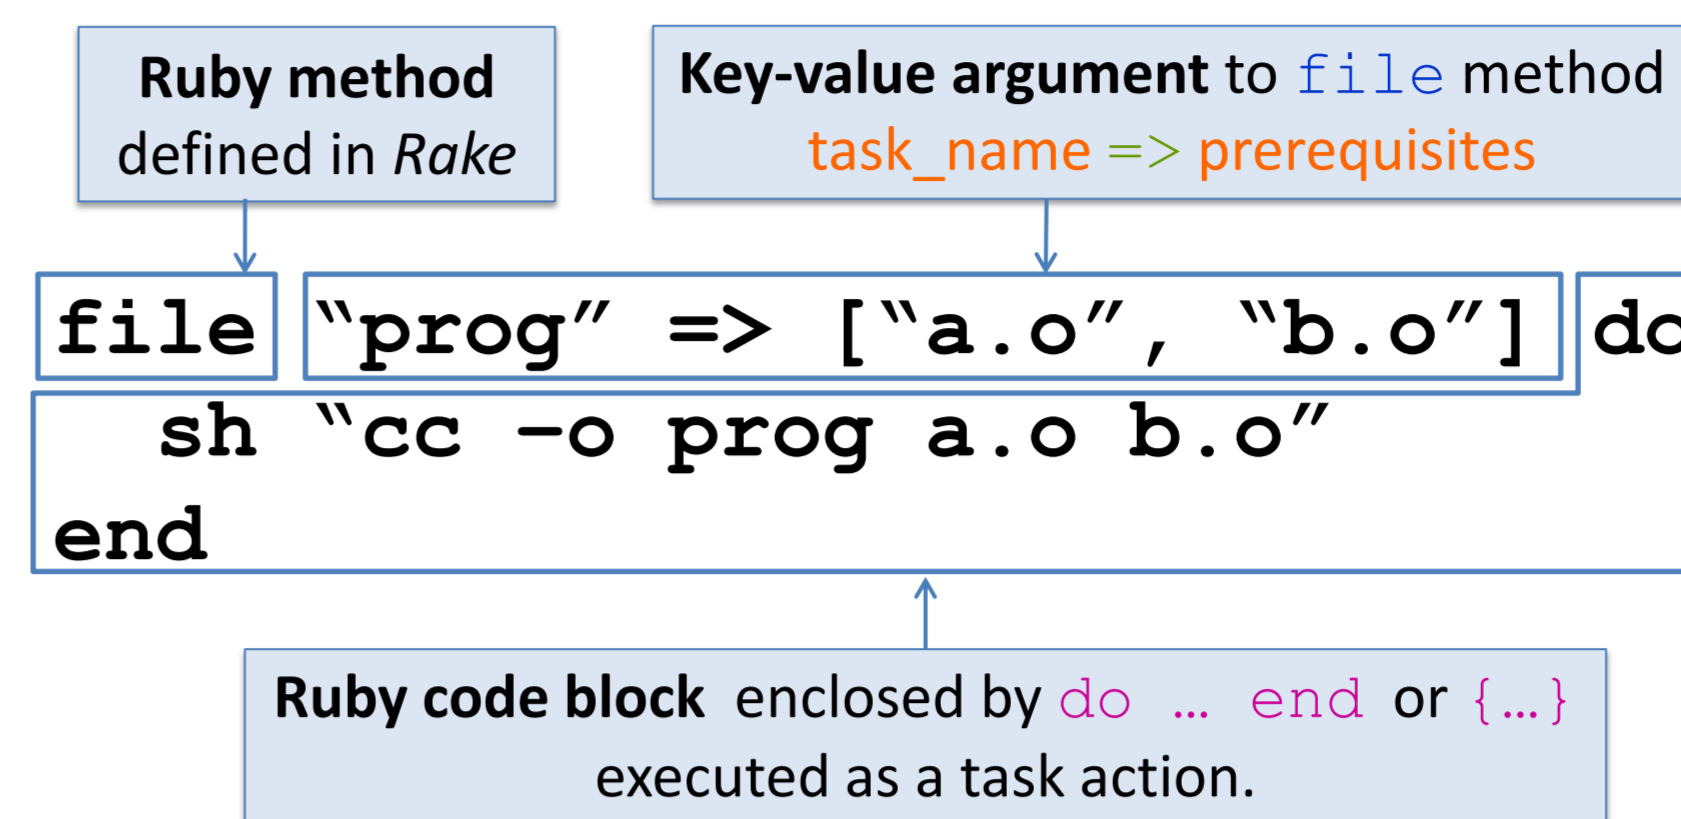 Ruby method
defined in Rake
Key-value argument to file method
task_name => prerequisites
file “prog” => [“a.o”, “b.o”] do
sh “cc –o prog a.o b.o”
end
Ruby code block enclosed by do … end or {…}
executed as a task action.